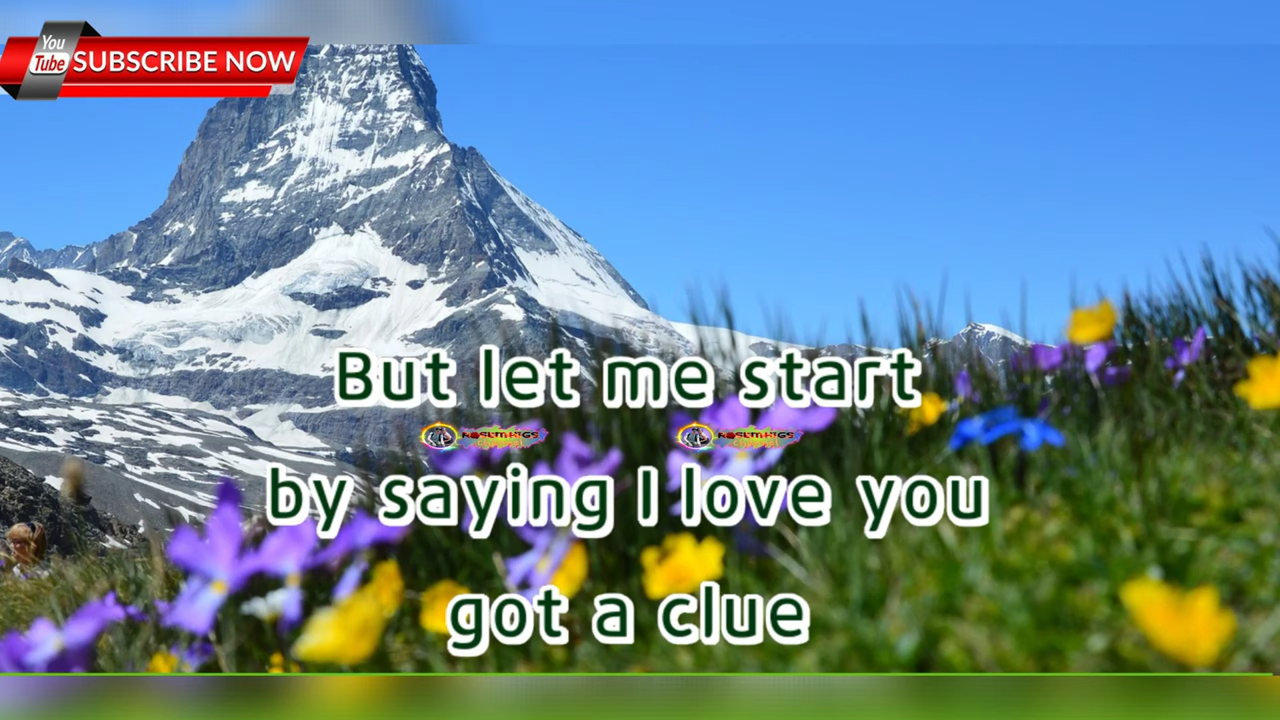 You
Tube
SUBSCRIBE NOW
But let me start
by saying I love you
got a clue